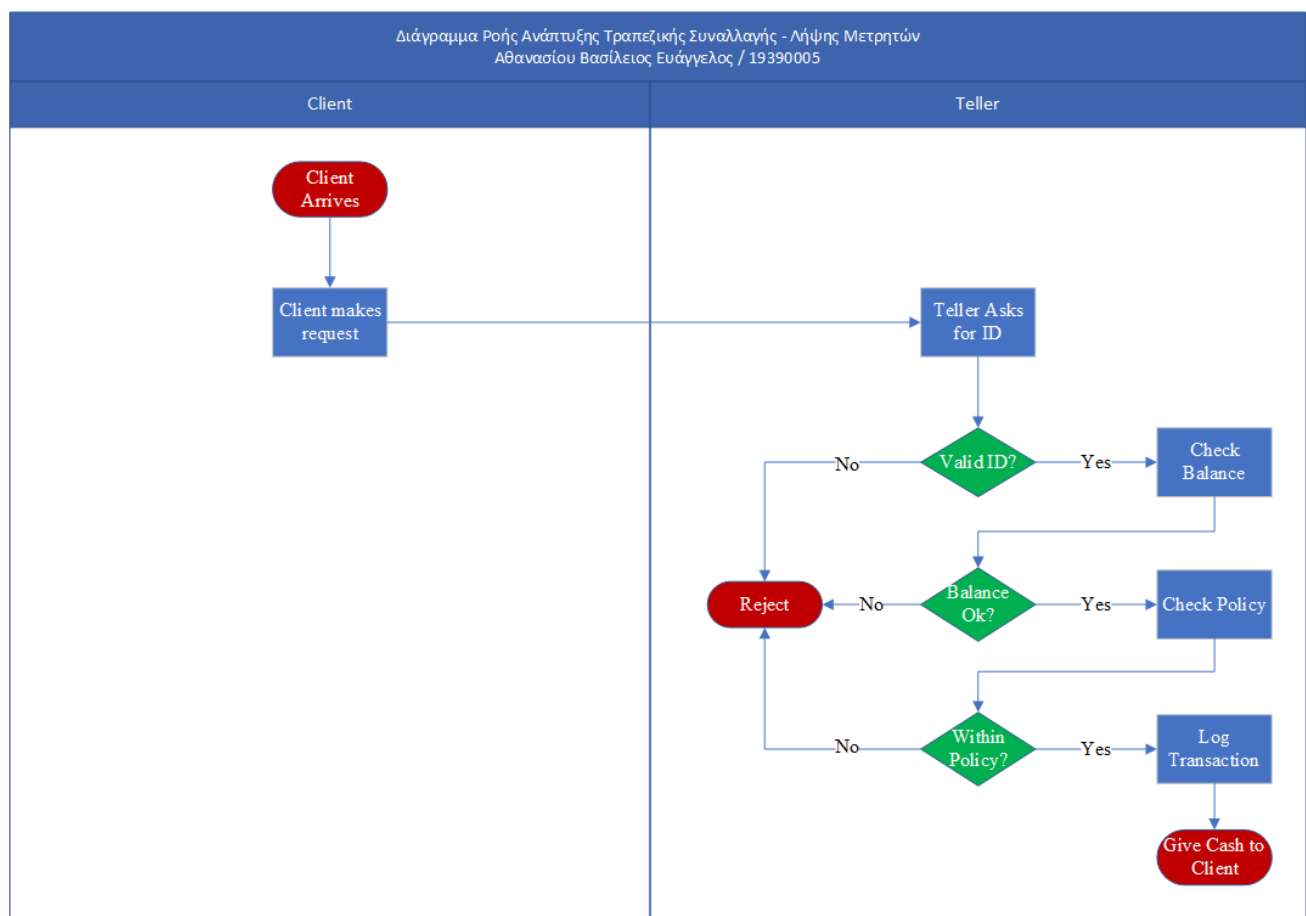 Διάγραμμα Ροής Ανάπτυξης Τραπεζικής Συναλλαγής - Λήψης Μετρητών
Αθανασίου Βασίλειος Ευάγγελος / 19390005
Client
Teller
Client
Arrives
Client makes
request
Teller Asks
for ID
No
Valid ID?
Yes
Check
Balance
Reject
No
Balance
Ok?
Yes
Check Policy
No
Within
Policy?
Yes
Log
Transaction
Give Cash to
Client